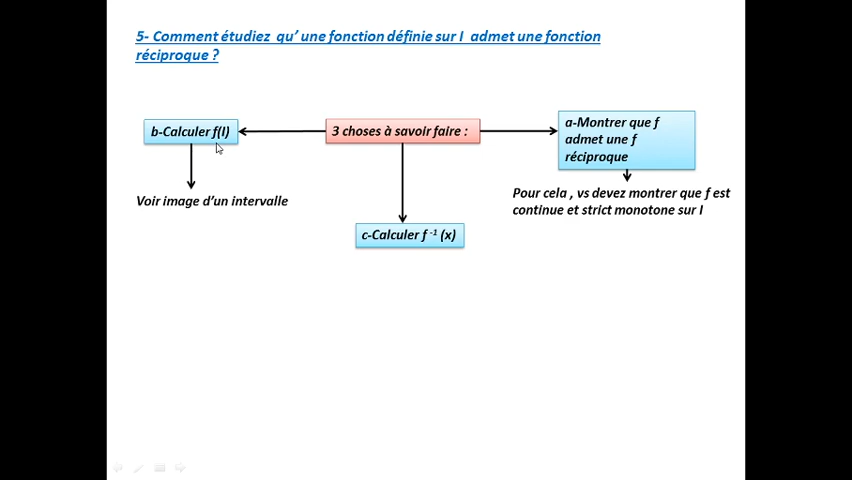 5- Comment étudiez qu' une fonction définie sur I admet une fonction
réciproque ?
b-Calculer f(I)
3 choses à savoir faire :
a-Montrer que f
admet une f
réciproque
Voir image d'un intervalle
Pour cela , vs devez montrer que f est
continue et strict monotone sur I
c-Calculer f -1 (x)